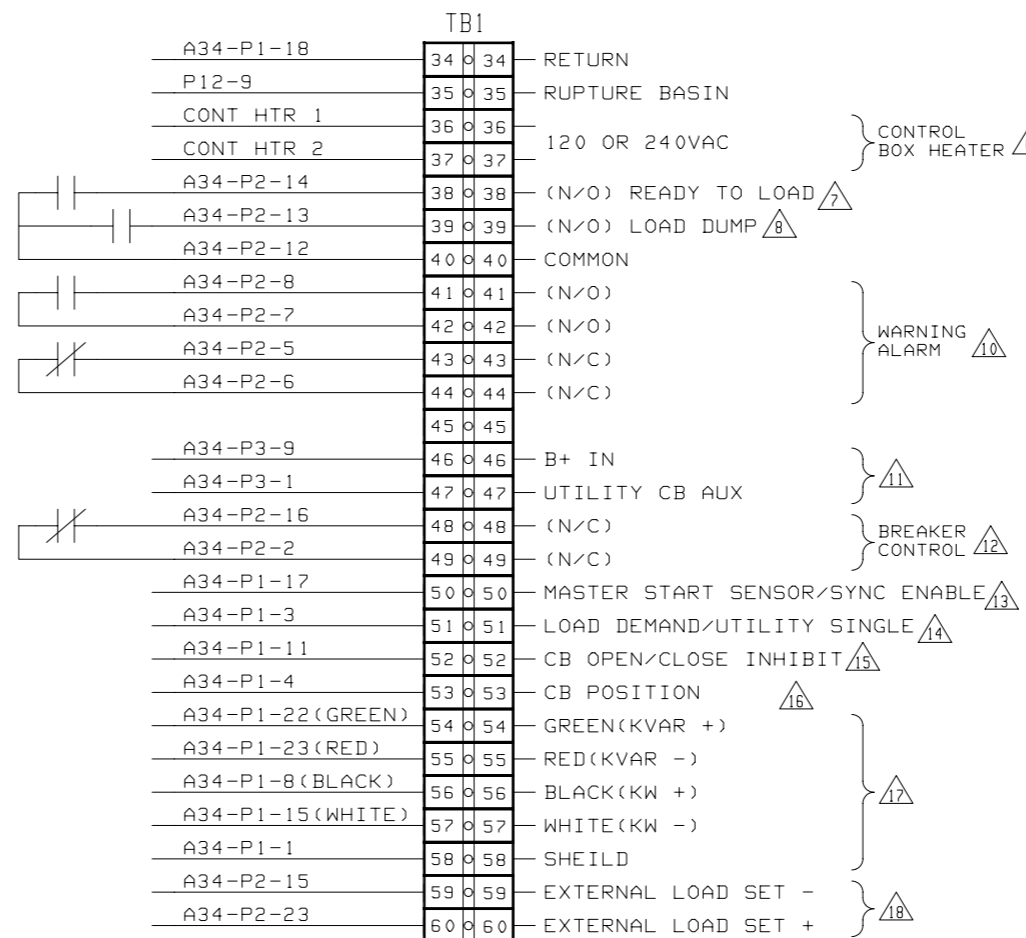 TB1
A34-P1-18 34 34 RETURN
P12-9 35 35 RUPTURE BASIN
CONT HTR 1 36 36
120 OR 240VAC
CONTROL
BOX HEATER
CONT HTR 2 37 37
A34-P2-14 38 38 (N/O) READY TO LOAD 7
A34-P2-13 39 39 (N/O) LOAD DUMP 8
A34-P2-12 40 40 COMMON
A34-P2-8 41 41 (N/O)
A34-P2-7 42 42 (N/O)
WARNING
ALARM 10
A34-P2-5 43 43 (N/C)
A34-P2-6 44 44 (N/C)
45 45
A34-P3-9 46 46 B+ IN
11
A34-P3-1 47 47 UTILITY CB AUX
A34-P2-16 48 48 (N/C)
BREAKER
CONTROL 12
A34-P2-2 49 49 (N/C)
A34-P1-17 50 50 MASTER START SENSOR/SYNC ENABLE 13
A34-P1-3 51 51 LOAD DEMAND/UTILITY SINGLE 14
A34-P1-11 52 52 CB OPEN/CLOSE INHIBIT 15
A34-P1-4 53 53 CB POSITION 16
A34-P1-22(GREEN) 54 54 GREEN(KVAR +)
A34-P1-23(RED) 55 55 RED(KVAR -)
A34-P1-8(BLACK) 56 56 BLACK(KW +)
17
A34-P1-15(WHITE) 57 57 WHITE(KW -)
A34-P1-1 58 58 SHEILD
A34-P2-15 59 59 EXTERNAL LOAD SET -
18
A34-P2-23 60 60 EXTERNAL LOAD SET +